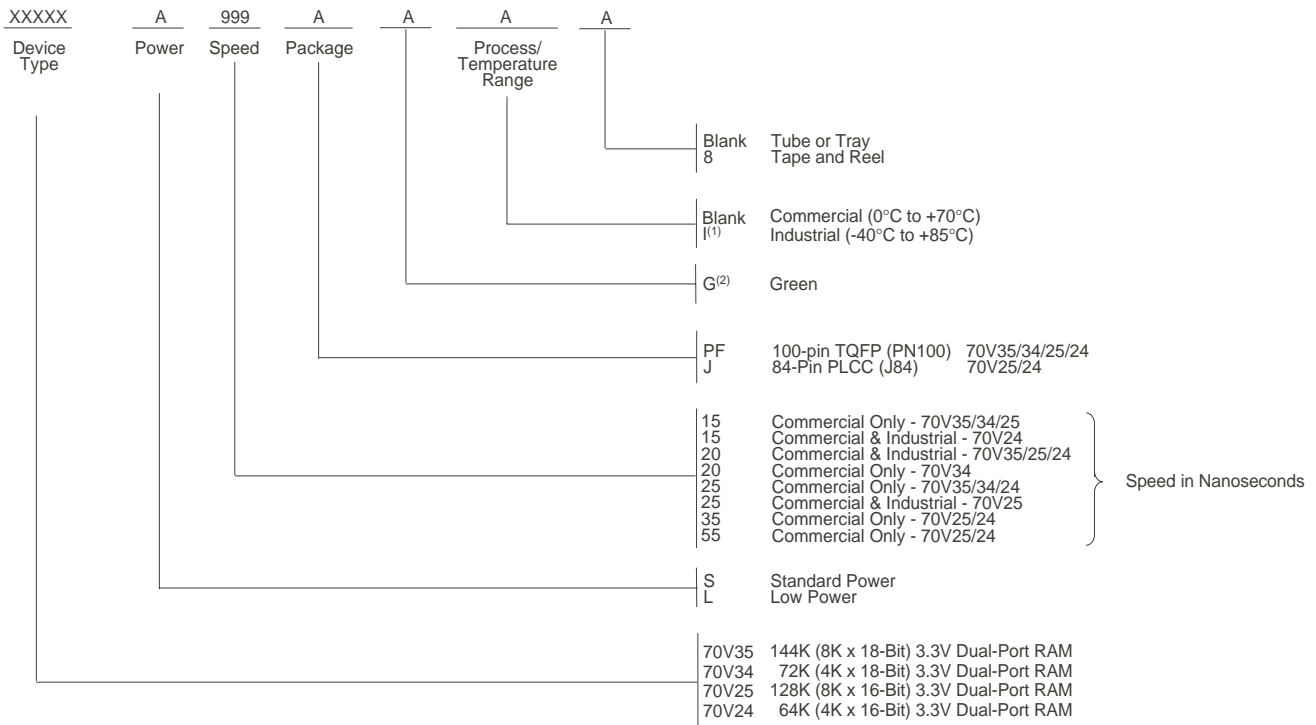 XXXXX A 999 A A A A
Device Type Power Speed Package Process/ Temperature Range
Blank Tube or Tray
8 Tape and Reel
Blank Commercial (0°C to +70°C)
I(1) Industrial (-40°C to +85°C)
G(2) Green
PF 100-pin TQFP (PN100) 70V35/34/25/24
J 84-Pin PLCC (J84) 70V25/24
15 Commercial Only - 70V35/34/25
15 Commercial & Industrial - 70V24
20 Commercial & Industrial - 70V35/25/24
20 Commercial Only - 70V34
25 Commercial Only - 70V35/34/24
25 Commercial & Industrial - 70V25
35 Commercial Only - 70V25/24
55 Commercial Only - 70V25/24
Speed in Nanoseconds
S Standard Power
L Low Power
70V35 144K (8K x 18-Bit) 3.3V Dual-Port RAM
70V34 72K (4K x 18-Bit) 3.3V Dual-Port RAM
70V25 128K (8K x 16-Bit) 3.3V Dual-Port RAM
70V24 64K (4K x 16-Bit) 3.3V Dual-Port RAM